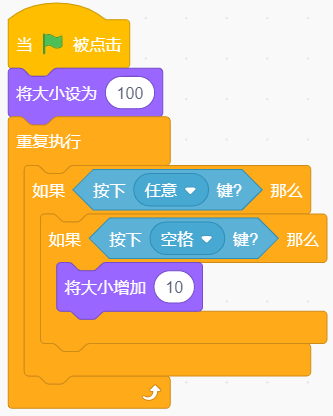 当 被点击
将大小设为 100
重复执行
如果 按下 任意 键? 那么
如果 按下 空格 键? 那么
将大小增加 10